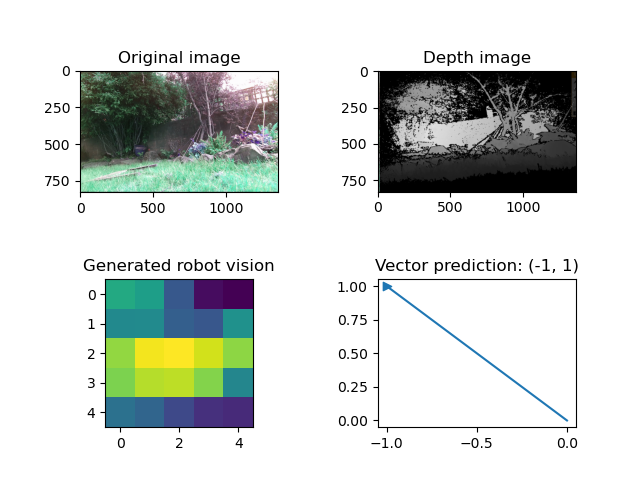 Original image
0
250
500
750
0 500 1000
Depth image
0
250
500
750
0 500 1000
Generated robot vision
0
1
2
3
4
0 2 4
Vector prediction: (-1, 1)
1.00
0.75
0.50
0.25
0.00
−1.0 −0.5 0.0